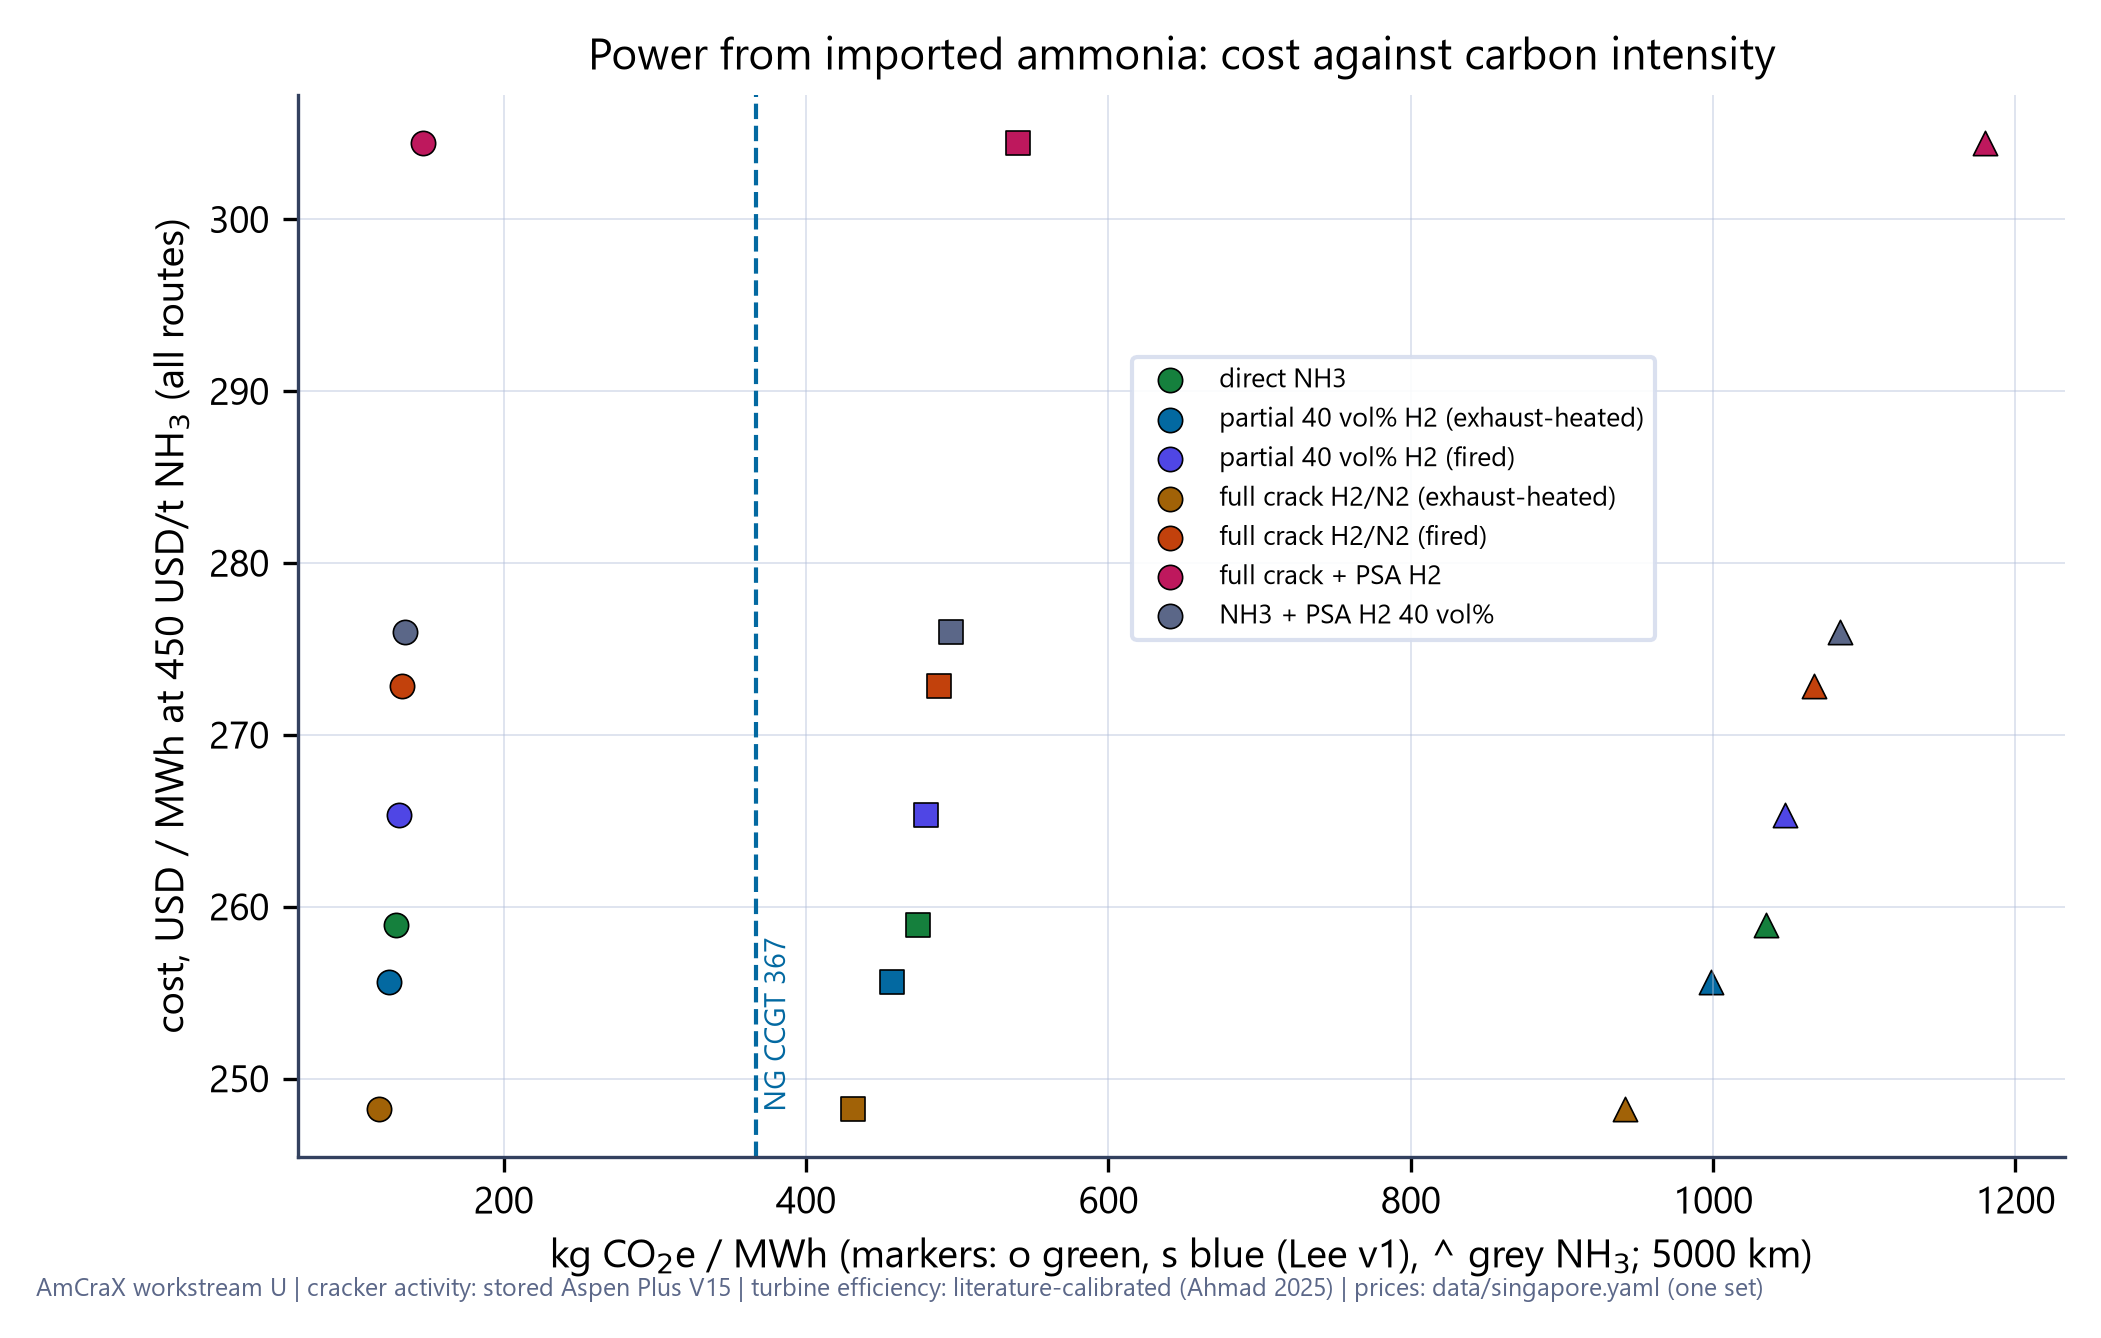 Power from imported ammonia: cost against carbon intensity
cost, USD / MWh at 450 USD/t NH₃ (all routes)
300
290
280
270
260
250
direct NH3
partial 40 vol% H2 (exhaust-heated)
partial 40 vol% H2 (fired)
full crack H2/N2 (exhaust-heated)
full crack H2/N2 (fired)
full crack + PSA H2
NH3 + PSA H2 40 vol%
NG CCGT 367
200
400
600
800
1000
1200
kg CO₂e / MWh (markers: o green, s blue (Lee v1), ^ grey NH₃; 5000 km)
AmCraX workstream U | cracker activity: stored Aspen Plus V15 | turbine efficiency: literature-calibrated (Ahmad 2025) | prices: data/singapore.yaml (one set)